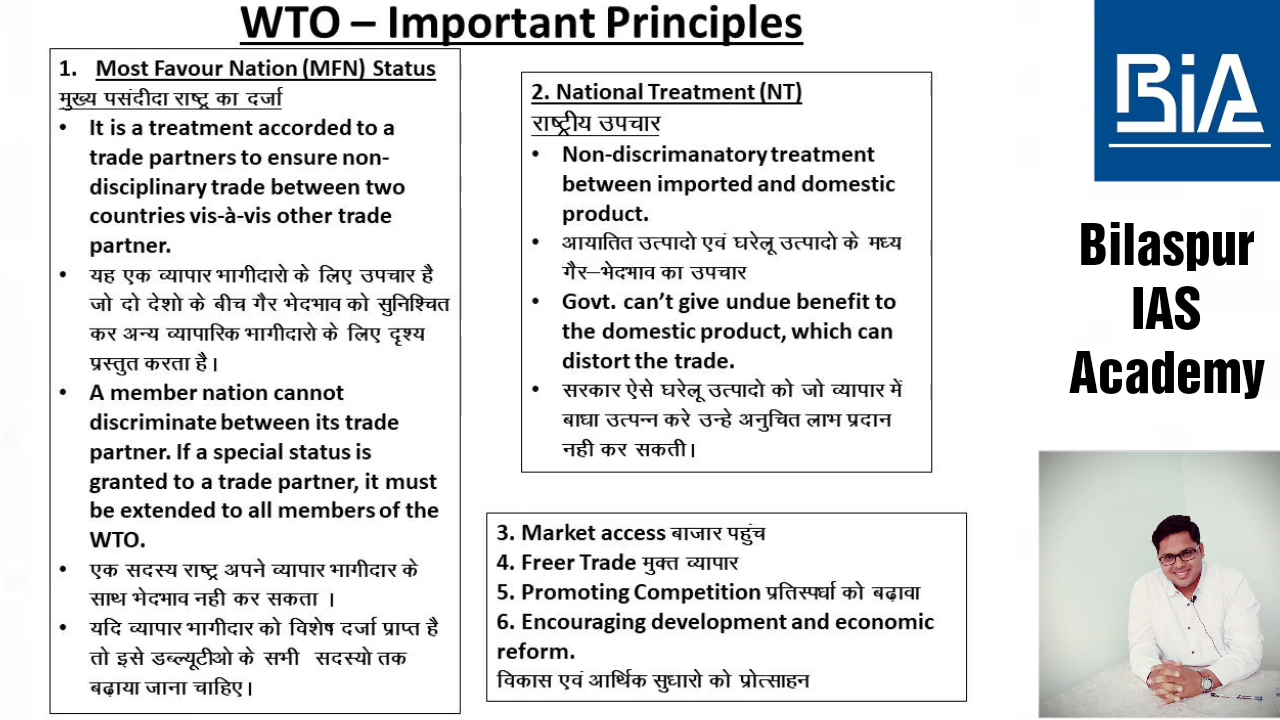 WTO – Important Principles
1. Most Favour Nation (MFN) Status
मुख्य पसंदीदा राष्ट्र का दर्जा
• It is a treatment accorded to a
trade partners to ensure non-
disciplinary trade between two
countries vis-à-vis other trade
partner.
• यह एक व्यापार भागीदारो के लिए उपचार है
जो दो देशो के बीच गैर भेदभाव को सुनिश्चित
कर अन्य व्यापारिक भागीदारो के लिए दृश्य
प्रस्तुत करता है।
• A member nation cannot
discriminate between its trade
partner. If a special status is
granted to a trade partner, it must
be extended to all members of the
WTO.
• एक सदस्य राष्ट्र अपने व्यापार भागीदार के
साथ भेदभाव नही कर सकता ।
• यदि व्यापार भागीदार को विशेष दर्जा प्राप्त है
तो इसे डब्ल्यूटीओ के सभी सदस्यो तक
बढ़ाया जाना चाहिए।
2. National Treatment (NT)
राष्ट्रीय उपचार
• Non-discrimanatory treatment
between imported and domestic
product.
• आयातित उत्पादो एवं घरेलू उत्पादो के मध्य
गैर–भेदभाव का उपचार
• Govt. can’t give undue benefit to
the domestic product, which can
distort the trade.
• सरकार ऐसे घरेलू उत्पादो को जो व्यापार में
बाधा उत्पन्न करे उन्हे अनुचित लाभ प्रदान
नही कर सकती।
3. Market access बाजार पहुंच
4. Freer Trade मुक्त व्यापार
5. Promoting Competition प्रतिस्पर्धा को बढ़ावा
6. Encouraging development and economic
reform.
विकास एवं आर्थिक सुधारो को प्रोत्साहन
BiA
Bilaspur
IAS
Academy